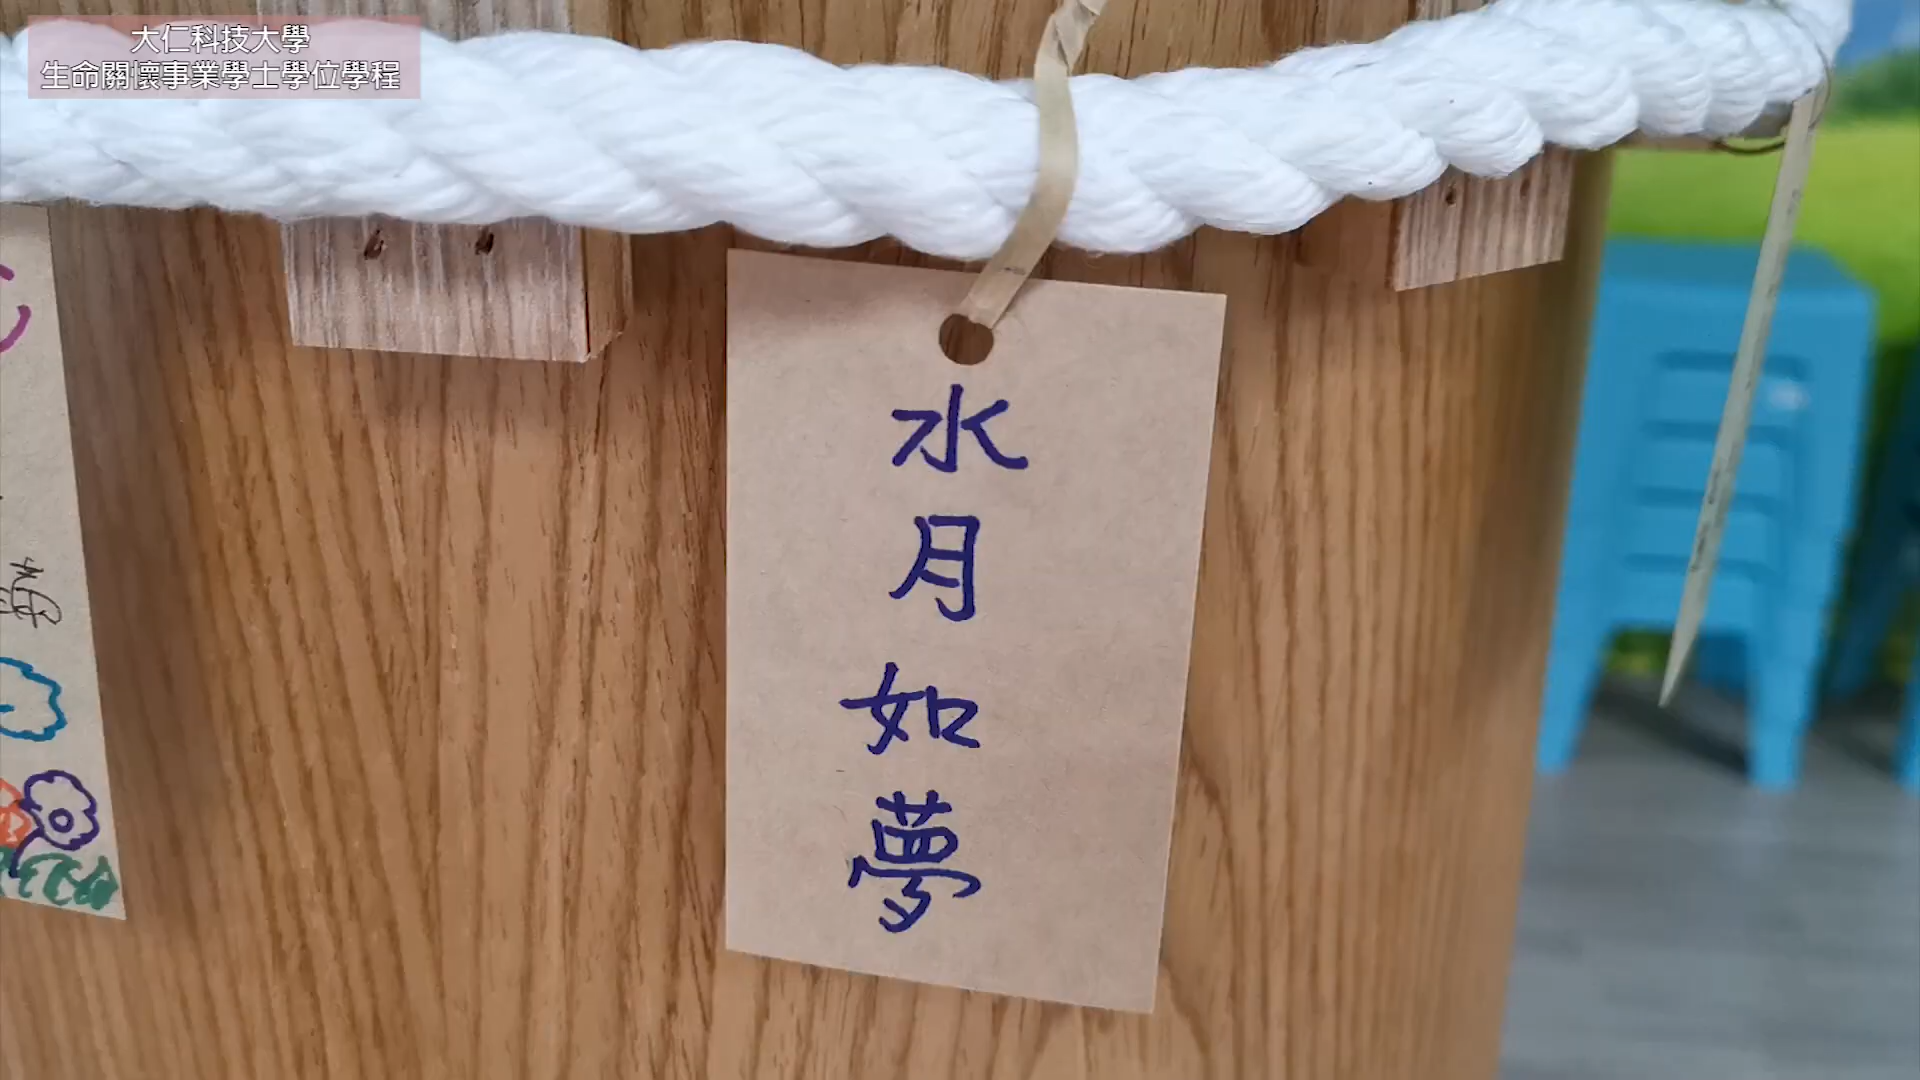 大仁科技大學
生命關懷事業學士學位學程
水月如夢